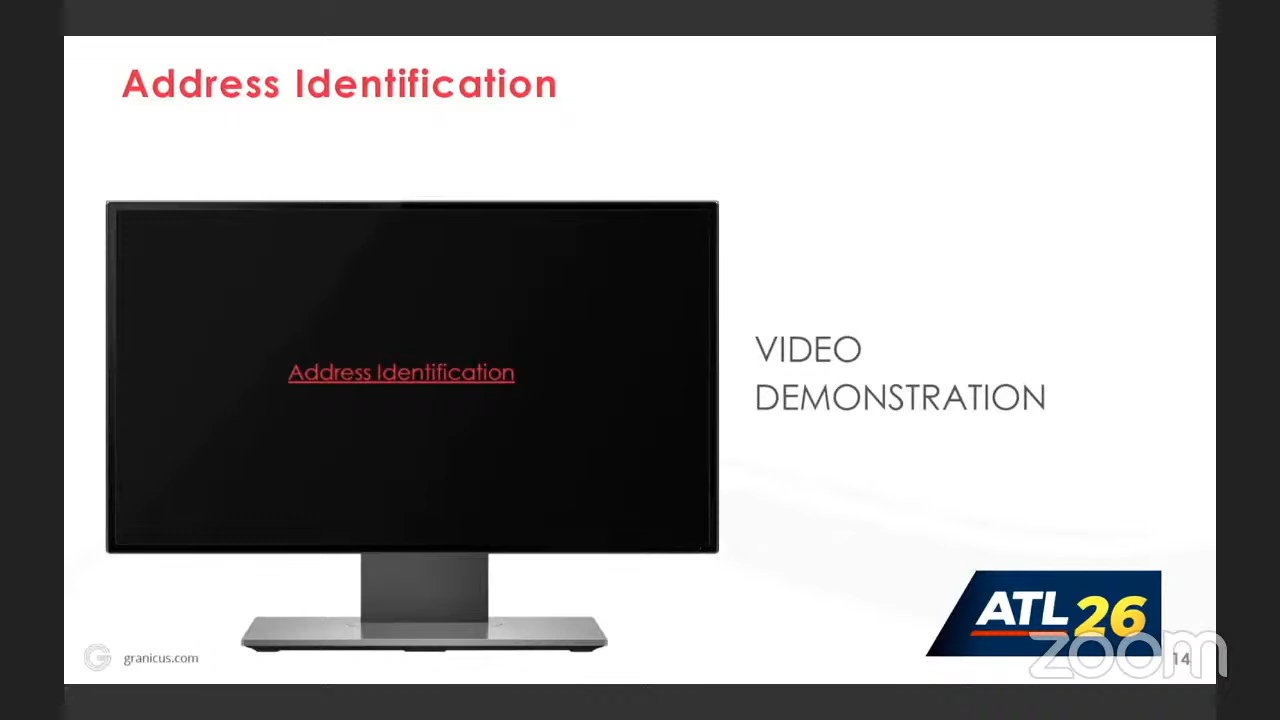 Address Identification
Address Identification
VIDEO
DEMONSTRATION
ATL 26
zoom
G granicus.com
14